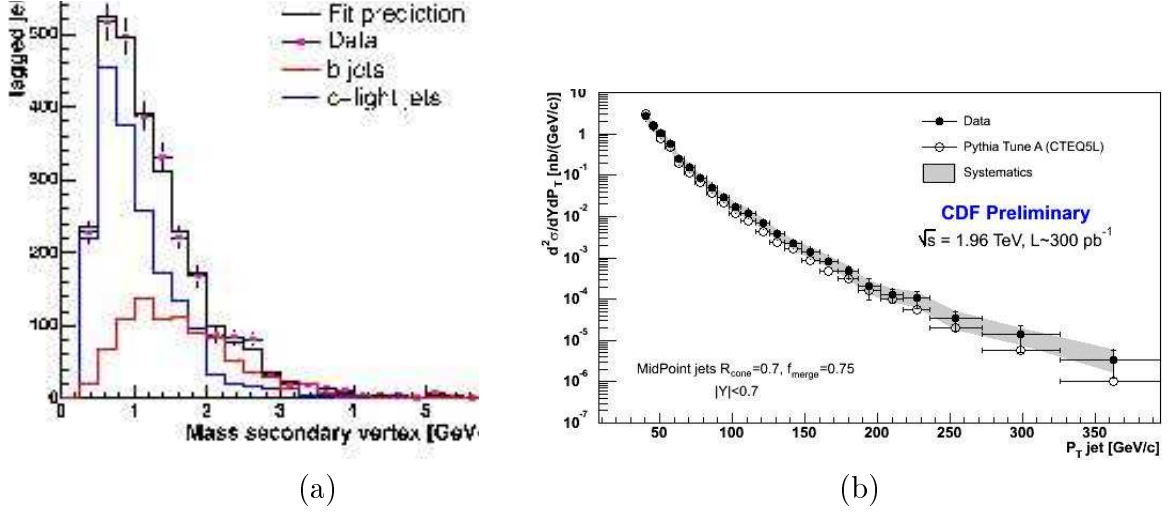 Fit prediction
Data
b jets
c-light jets
500
400
300
200
100
0
0 1 2 3 4 5
Mass secondary vertex [GeV
(a)
d²σ/dYdP_T [nb/(GeV/c)]
1
10⁻¹
10⁻²
10⁻³
10⁻⁴
10⁻⁵
10⁻⁶
10⁻⁷
Data
Pythia Tune A (CTEQ5L)
Systematics
CDF Preliminary
√s = 1.96 TeV, L~300 pb⁻¹
MidPoint jets R_cone=0.7, f_merge=0.75
|Y|<0.7
50 100 150 200 250 300 350
P_T jet [GeV/c]
(b)